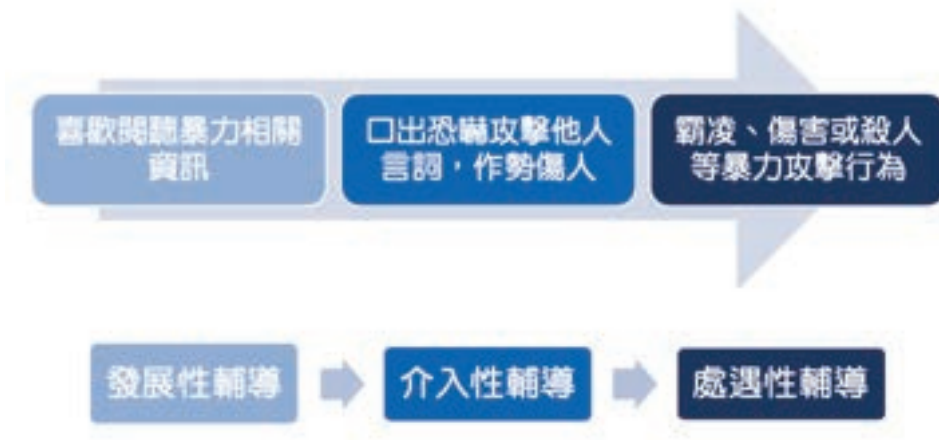 喜歡閱聽暴力相關
資訊
口出恐嚇攻擊他人
言詞，作勢傷人
霸凌、傷害或殺人
等暴力攻擊行為
發展性輔導
介入性輔導
處遇性輔導